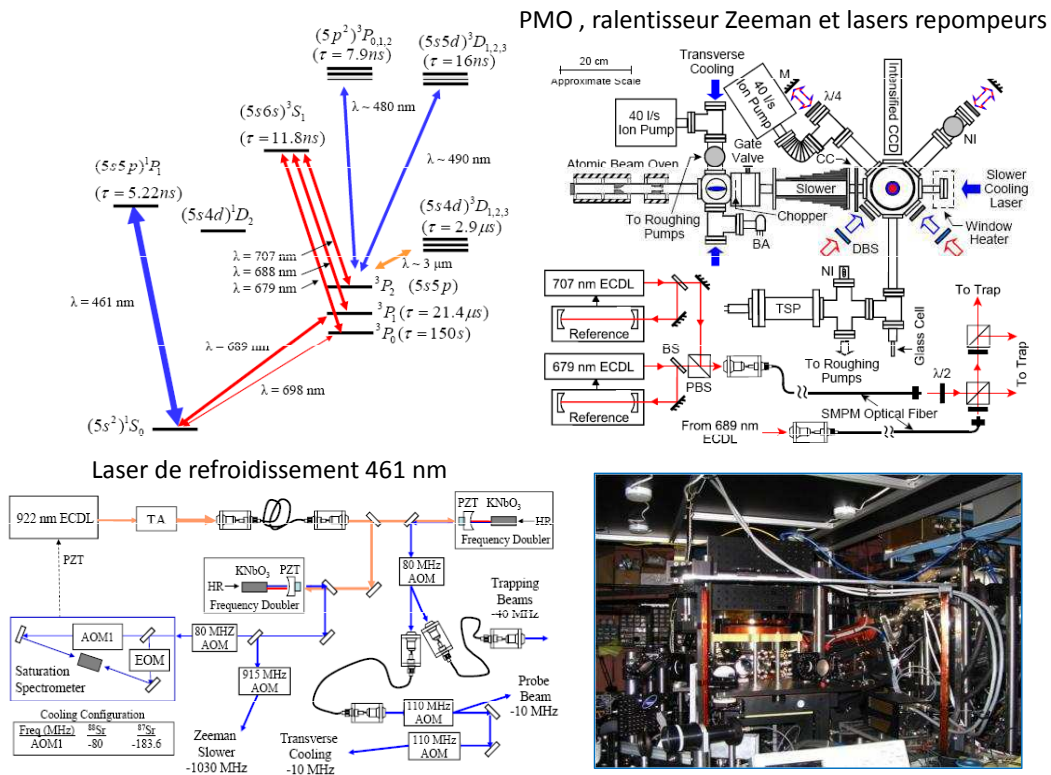 PMO , ralentisseur Zeeman et lasers repompeurs
(5p²)³P₀,₁,₂
(τ = 7.9ns)
(5s5d)³D₁,₂,₃
(τ = 16ns)
λ ~ 480 nm
(5s6s)³S₁
(τ = 11.8ns)
λ ~ 490 nm
(5s5p)¹P₁
(τ = 5.22ns)
(5s4d)¹D₂
(5s4d)³D₁,₂,₃
(τ = 2.9μs)
λ = 707 nm
λ = 688 nm
λ = 679 nm
λ ~ 3 μm
³P₂ (5s5p)
³P₁(τ = 21.4μs)
³P₀(τ = 150s)
λ = 461 nm
λ ~ 689 nm
λ = 698 nm
(5s²)¹S₀
20 cm
Approximate Scale
Transverse
Cooling
M
40 l/s
Ion Pump
λ/4
Intensified CCD
NI
40 l/s
Ion Pump
Gate
Valve
CC
Atomic Beam Oven
Slower
Slower
Cooling
Laser
To Roughing
Pumps
Chopper
BA
DBS
Window
Heater
707 nm ECDL
Reference
NI
TSP
Glass Cell
To Roughing
Pumps
To Trap
To Trap
BS
679 nm ECDL
PBS
Reference
λ/2
SMPM Optical Fiber
From 689 nm
ECDL
Laser de refroidissement 461 nm
922 nm ECDL
TA
PZT
KNbO₃
HR
Frequency Doubler
PZT
KNbO₃
PZT
HR
Frequency Doubler
80 MHz
AOM
Trapping
Beams
-40 MHz
AOM1
EOM
Saturation
Spectrometer
80 MHZ
AOM
915 MHz
AOM
Probe
Beam
-10 MHz
110 MHz
AOM
110 MHz
AOM
Cooling Configuration
Freq (MHz) ⁸⁸Sr ⁸⁷Sr
AOM1 -80 -183.6
Zeeman
Slower
-1030 MHz
Transverse
Cooling
-10 MHz